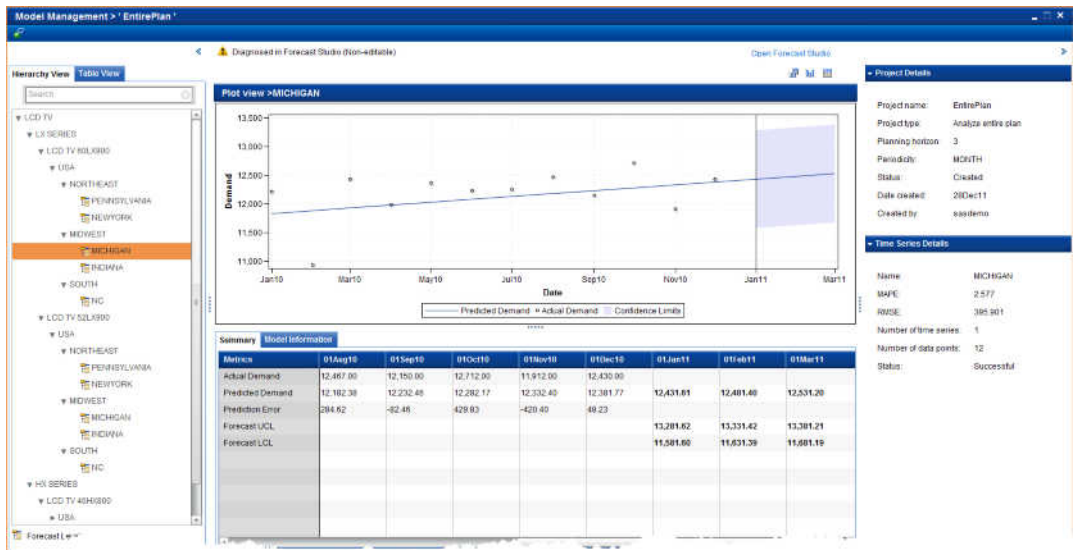 Model Management > ' EntirePlan '
Diagnosed in Forecast Studio (Non-editable)
Open Forecast Studio
Hierarchy View Table View
Search
LCD TV
LX SERIES
LCD TV 60LX900
USA
NORTHEAST
PENNSYLVANIA
NEWYORK
MIDWEST
MICHIGAN
INDIANA
SOUTH
NC
LCD TV 52LX900
USA
NORTHEAST
PENNSYLVANIA
NEWYORK
MIDWEST
MICHIGAN
INDIANA
SOUTH
NC
HX SERIES
LCD TV 46HX800
USA
Plot view >MICHIGAN
Demand
13,500
13,000
12,500
12,000
11,500
11,000
Jan10 Mar10 May10 Jul10 Sep10 Nov10 Jan11 Mar11
Date
Predicted Demand Actual Demand Confidence Limits
Summary Model Information
Metrics 01Aug10 01Sep10 01Oct10 01Nov10 01Dec10 01Jan11 01Feb11 01Mar11
Actual Demand 12,467.00 12,150.00 12,712.00 11,912.00 12,430.00
Predicted Demand 12,182.38 12,232.46 12,282.17 12,332.40 12,381.77 12,431.61 12,481.40 12,531.20
Prediction Error 284.62 -82.46 429.83 -420.40 48.23
Forecast UCL 13,281.62 13,331.42 13,381.21
Forecast LCL 11,581.60 11,631.39 11,681.19
Project Details
Project name: EntirePlan
Project type: Analyze entire plan
Planning horizon: 3
Periodicity: MONTH
Status: Created
Date created: 28Dec11
Created by: sasdemo
Time Series Details
Name: MICHIGAN
MAPE: 2.577
RMSE: 395.901
Number of time series: 1
Number of data points: 12
Status: Successful
Forecast